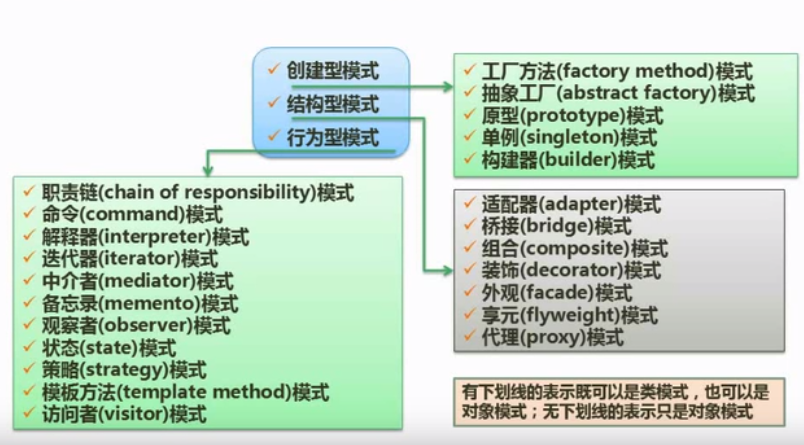 创建型模式
结构型模式
行为型模式
工厂方法(factory method)模式
抽象工厂(abstract factory)模式
原型(prototype)模式
单例(singleton)模式
构建器(builder)模式
职责链(chain of responsibility)模式
命令(command)模式
解释器(interpreter)模式
迭代器(iterator)模式
中介者(mediator)模式
备忘录(memento)模式
观察者(observer)模式
状态(state)模式
策略(strategy)模式
模板方法(template method)模式
访问者(visitor)模式
适配器(adapter)模式
桥接(bridge)模式
组合(composite)模式
装饰(decorator)模式
外观(facade)模式
享元(flyweight)模式
代理(proxy)模式
有下划线的表示既可以是类模式，也可以是
对象模式；无下划线的表示只是对象模式